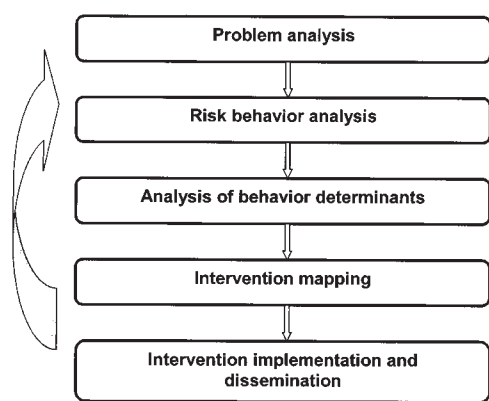 Problem analysis
Risk behavior analysis
Analysis of behavior determinants
Intervention mapping
Intervention implementation and
dissemination